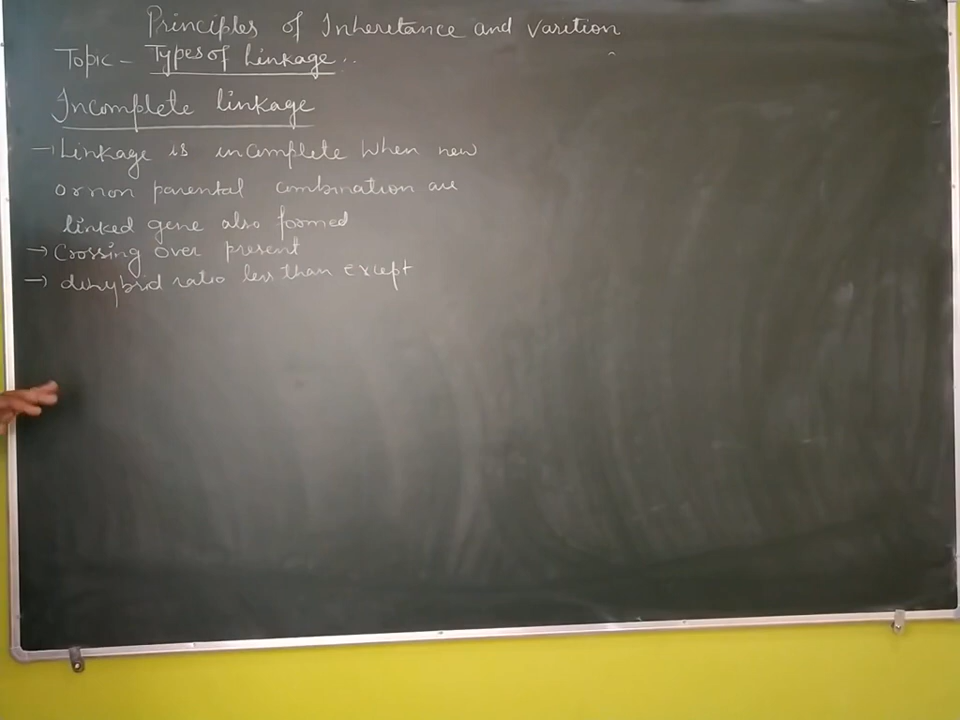 Principles of Inheretance and Varition
Topic - Types of Linkage..
Incomplete linkage
→ Linkage is incomplete when new
or non parental combination are
linked gene also formed
→ Crossing over present
→ dihybrid ratio less than except